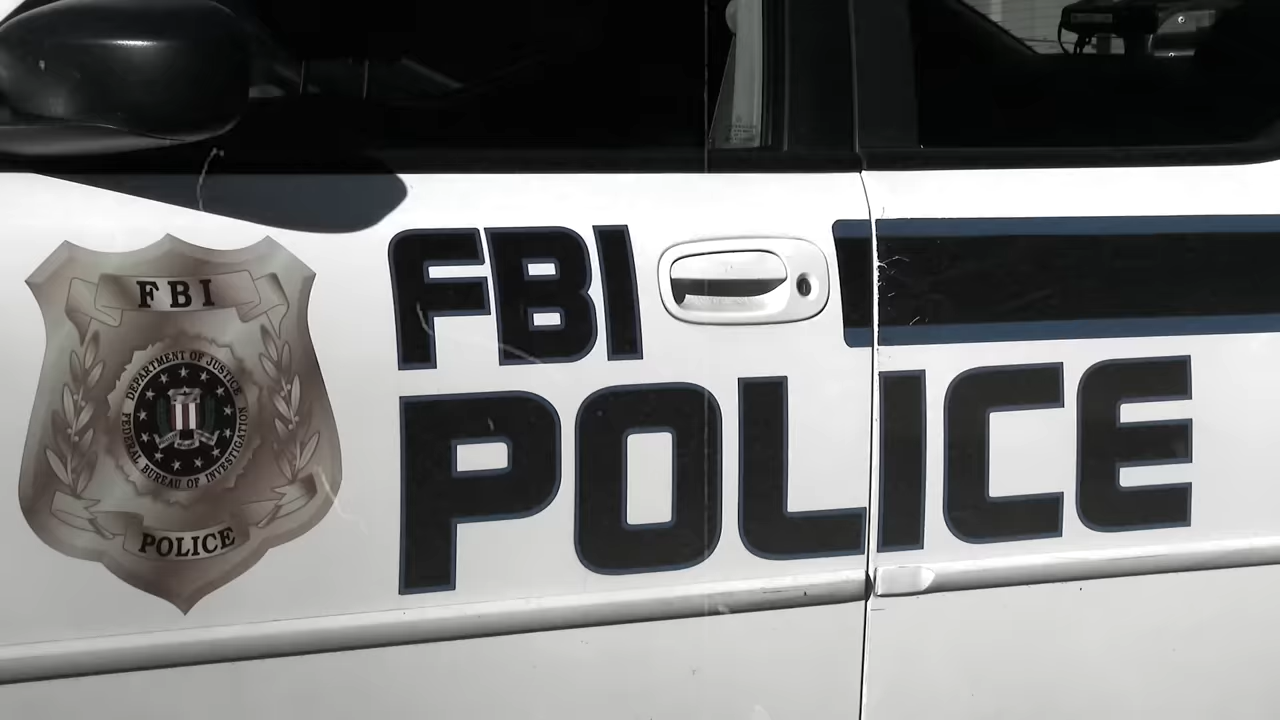 FBI
DEPARTMENT OF JUSTICE
FEDERAL BUREAU OF INVESTIGATION
POLICE
FBI
POLICE